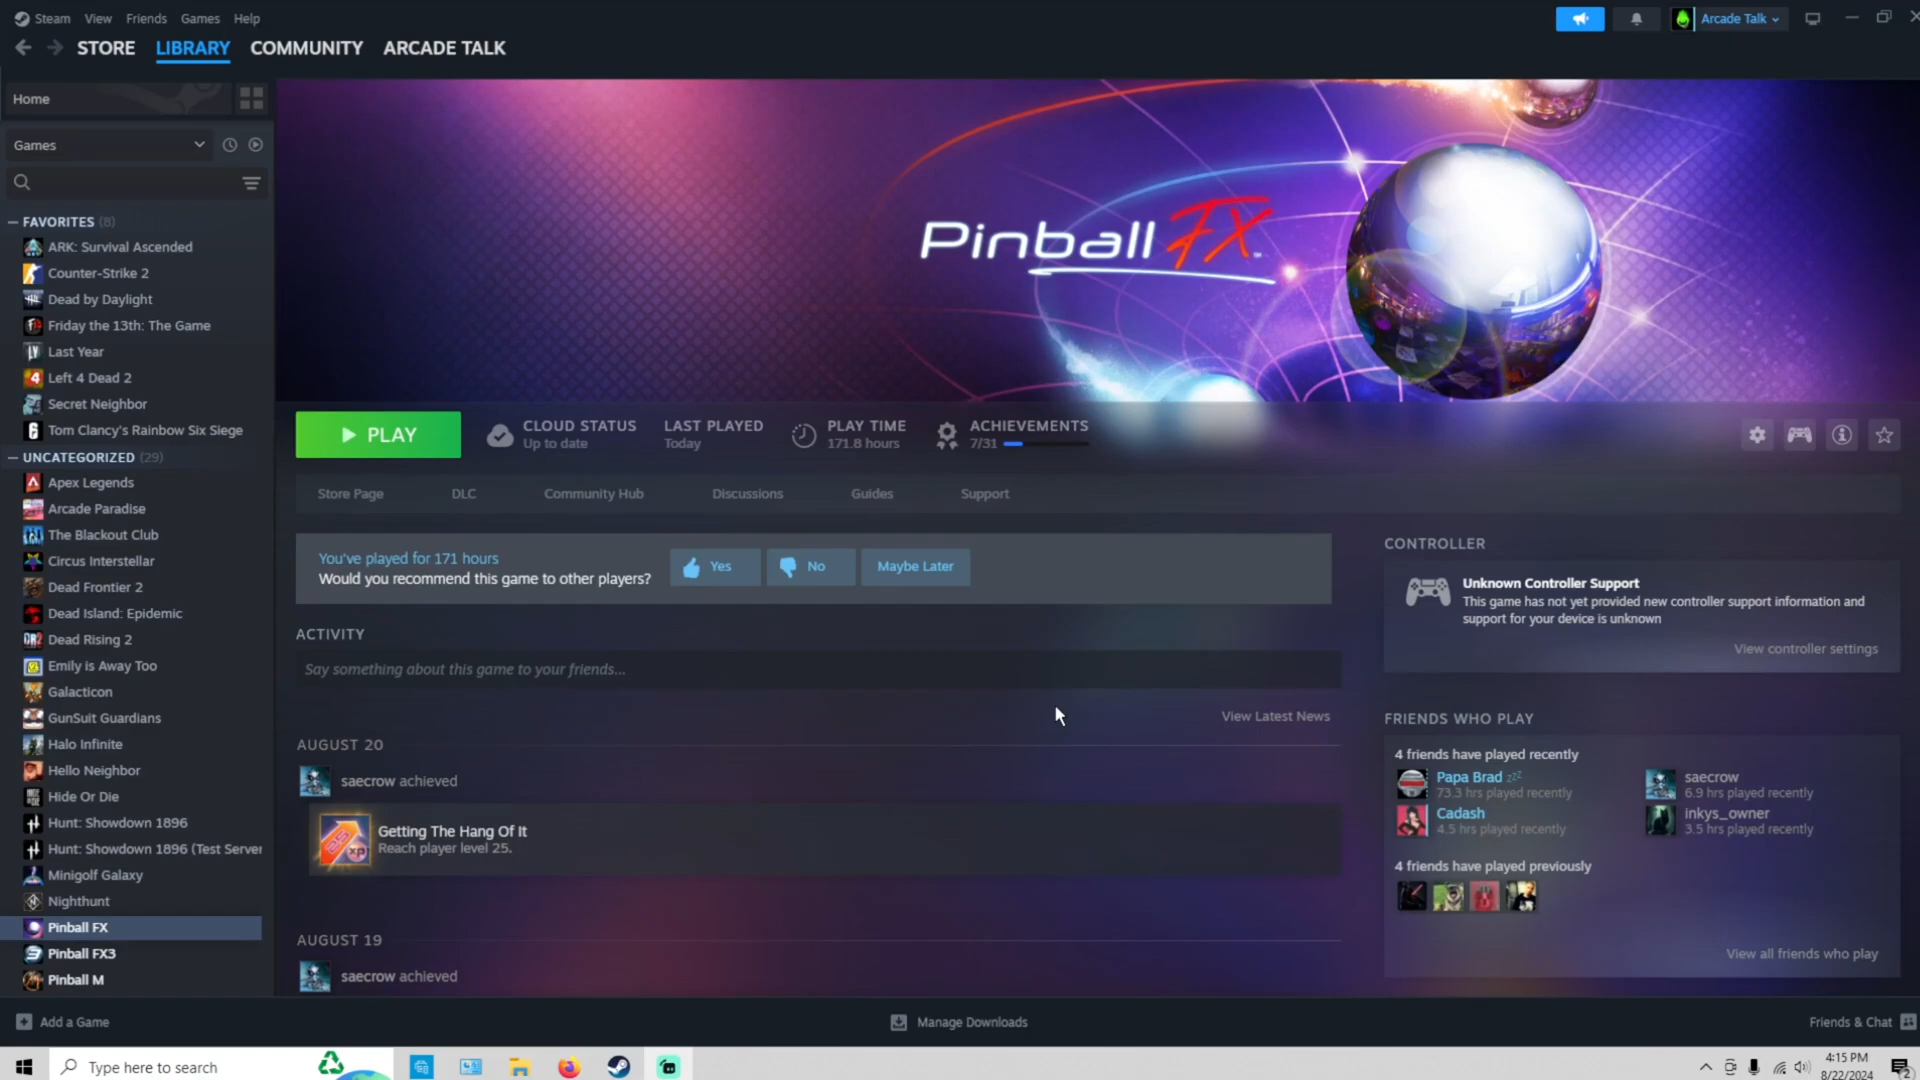 Steam View Friends Games Help
Arcade Talk
STORE LIBRARY COMMUNITY ARCADE TALK
Home
Games
FAVORITES (8)
ARK: Survival Ascended
Counter-Strike 2
Dead by Daylight
Friday the 13th: The Game
Last Year
Left 4 Dead 2
Secret Neighbor
Tom Clancy's Rainbow Six Siege
UNCATEGORIZED (29)
Apex Legends
Arcade Paradise
The Blackout Club
Circus Interstellar
Dead Frontier 2
Dead Island: Epidemic
Dead Rising 2
Emily is Away Too
Galacticon
GunSuit Guardians
Halo Infinite
Hello Neighbor
Hide Or Die
Hunt: Showdown 1896
Hunt: Showdown 1896 (Test Server
Minigolf Galaxy
Nighthunt
Pinball FX
Pinball FX3
Pinball M
Pinball FX
PLAY
CLOUD STATUS
Up to date
LAST PLAYED
Today
PLAY TIME
171.8 hours
ACHIEVEMENTS
7/31
Store Page DLC Community Hub Discussions Guides Support
You've played for 171 hours
Would you recommend this game to other players?
Yes No Maybe Later
ACTIVITY
Say something about this game to your friends...
View Latest News
AUGUST 20
saecrow achieved
Getting The Hang Of It
Reach player level 25.
AUGUST 19
saecrow achieved
CONTROLLER
Unknown Controller Support
This game has not yet provided new controller support information and
support for your device is unknown
View controller settings
FRIENDS WHO PLAY
4 friends have played recently
Papa Brad zzz
73.3 hrs played recently
saecrow
6.9 hrs played recently
Cadash
4.5 hrs played recently
inkys_owner
3.5 hrs played recently
4 friends have played previously
View all friends who play
Add a Game
Manage Downloads
Friends & Chat
Type here to search
4:15 PM
8/22/2024
2